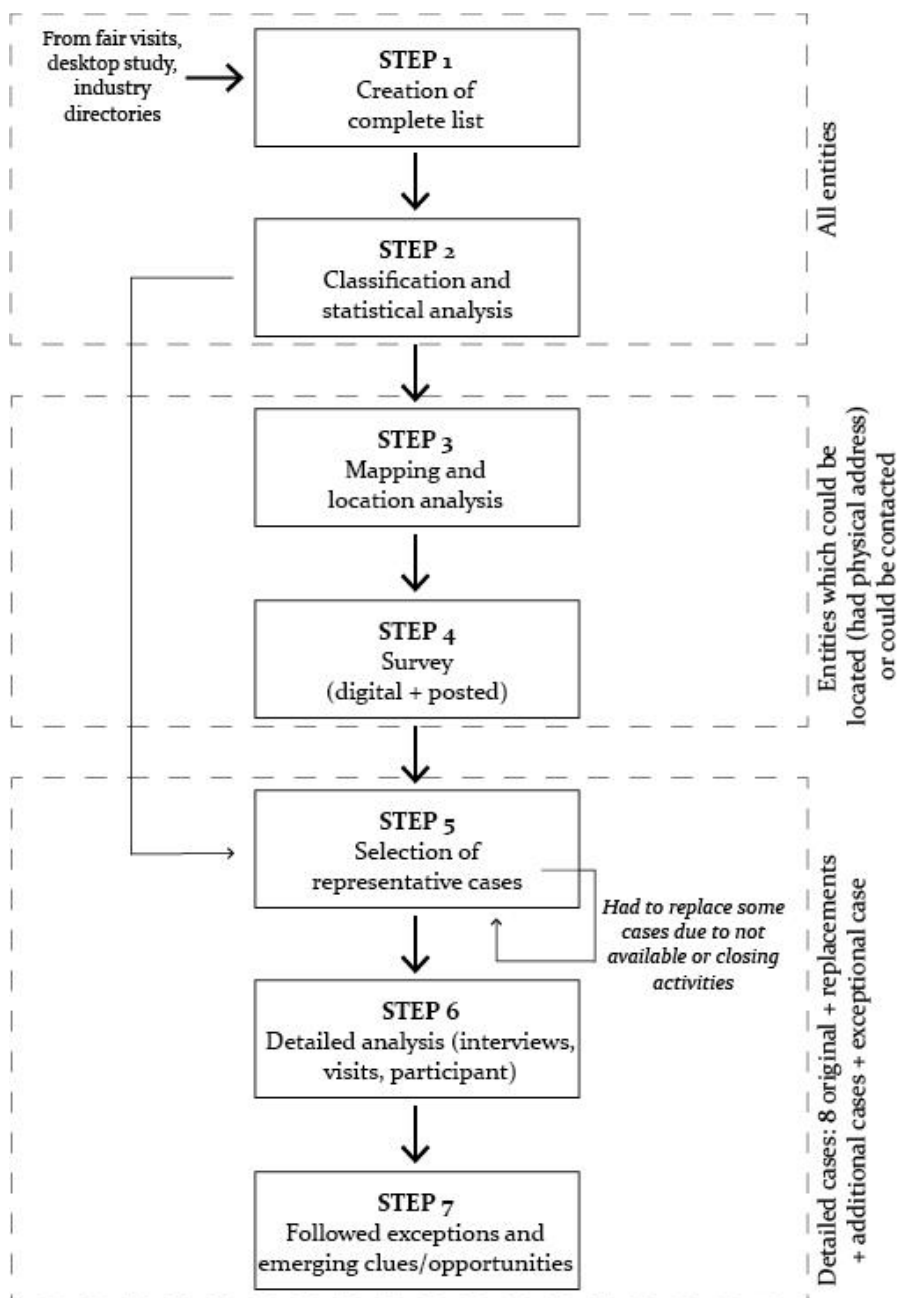 From fair visits,
desktop study,
industry
directories
STEP 1
Creation of
complete list
All entities
STEP 2
Classification and
statistical analysis
STEP 3
Mapping and
location analysis
Entities which could be
located (had physical address)
or could be contacted
STEP 4
Survey
(digital + posted)
STEP 5
Selection of
representative cases
Had to replace some
cases due to not
available or closing
activities
Detailed cases: 8 original + replacements
+ additional cases + exceptional case
STEP 6
Detailed analysis (interviews,
visits, participant)
STEP 7
Followed exceptions and
emerging clues/opportunities